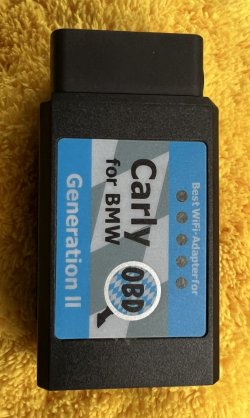 Best WiFi-Adapter for
Carly
for BMW
OBD
Generation II